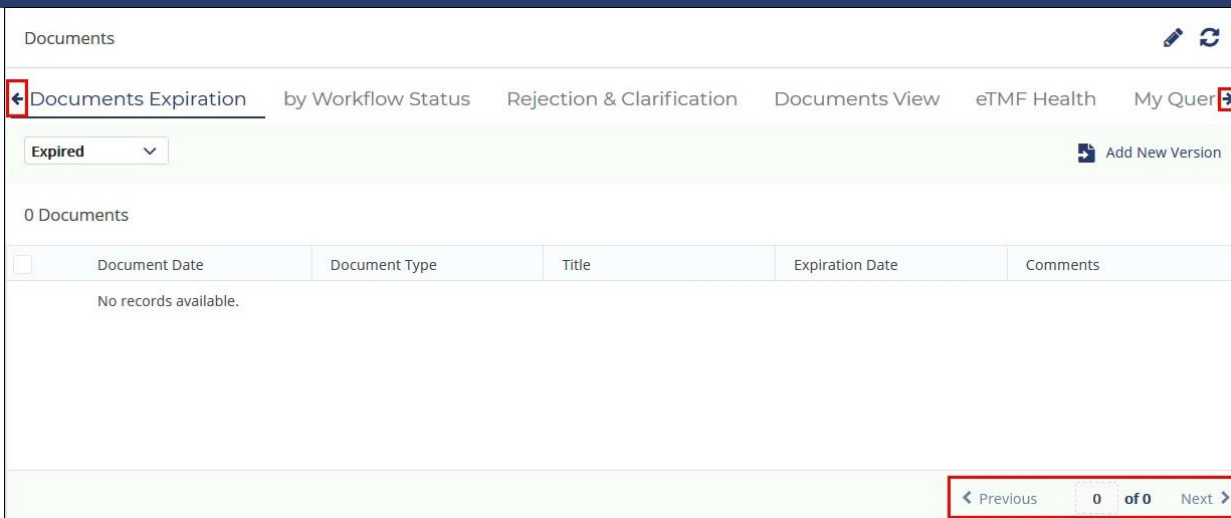 Documents
Documents Expiration by Workflow Status Rejection & Clarification Documents View eTMF Health My Quer
Expired Add New Version
0 Documents
Document Date Document Type Title Expiration Date Comments
No records available.
Previous 0 of 0 Next